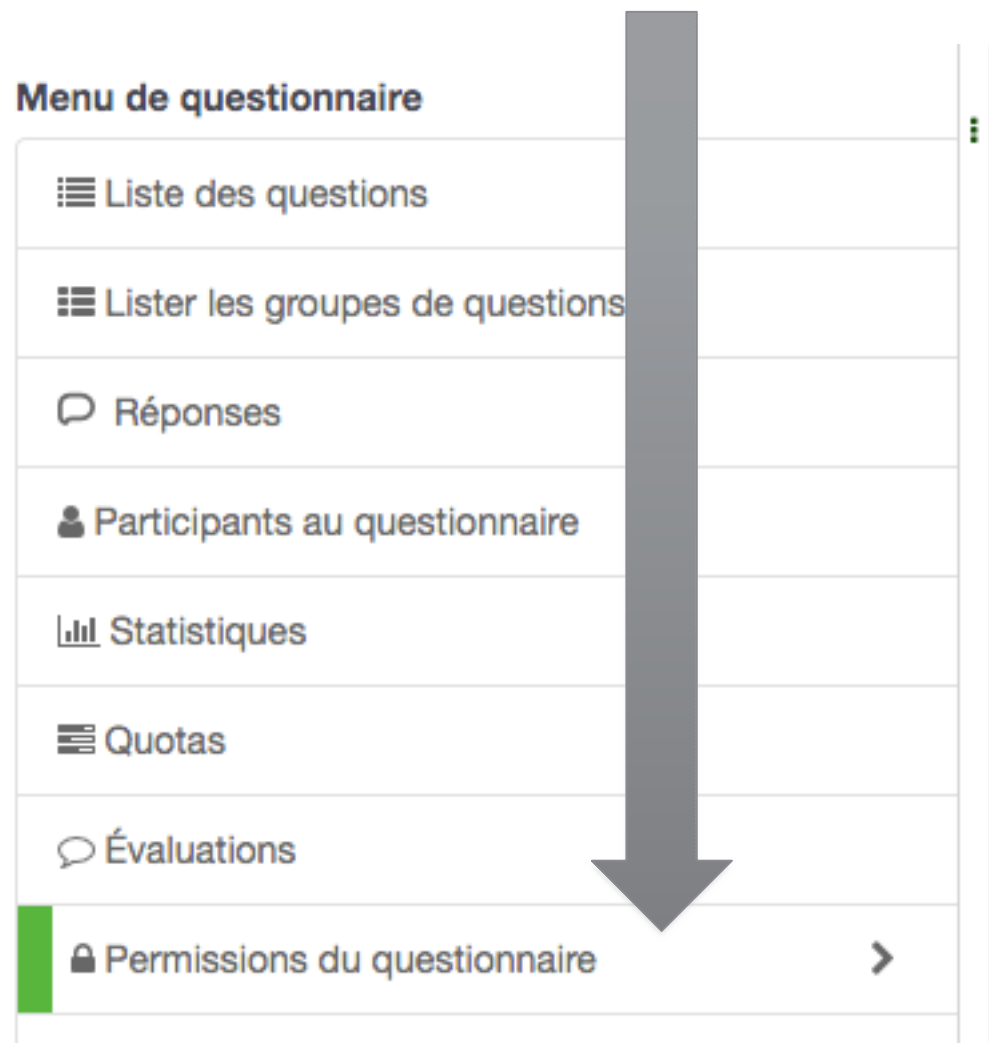 Menu de questionnaire
Liste des questions
Lister les groupes de questions
Réponses
Participants au questionnaire
Statistiques
Quotas
Évaluations
Permissions du questionnaire